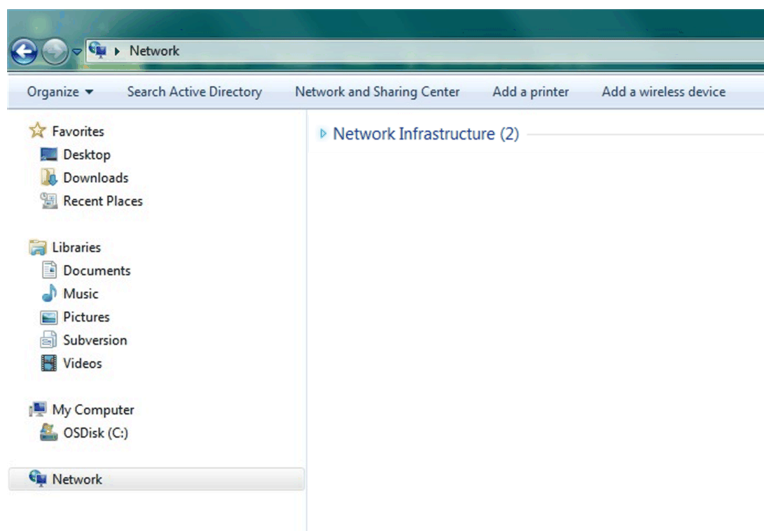 Network
Organize Search Active Directory Network and Sharing Center Add a printer Add a wireless device
Favorites
Desktop
Downloads
Recent Places
Libraries
Documents
Music
Pictures
Subversion
Videos
My Computer
OSDisk (C:)
Network
Network Infrastructure (2)